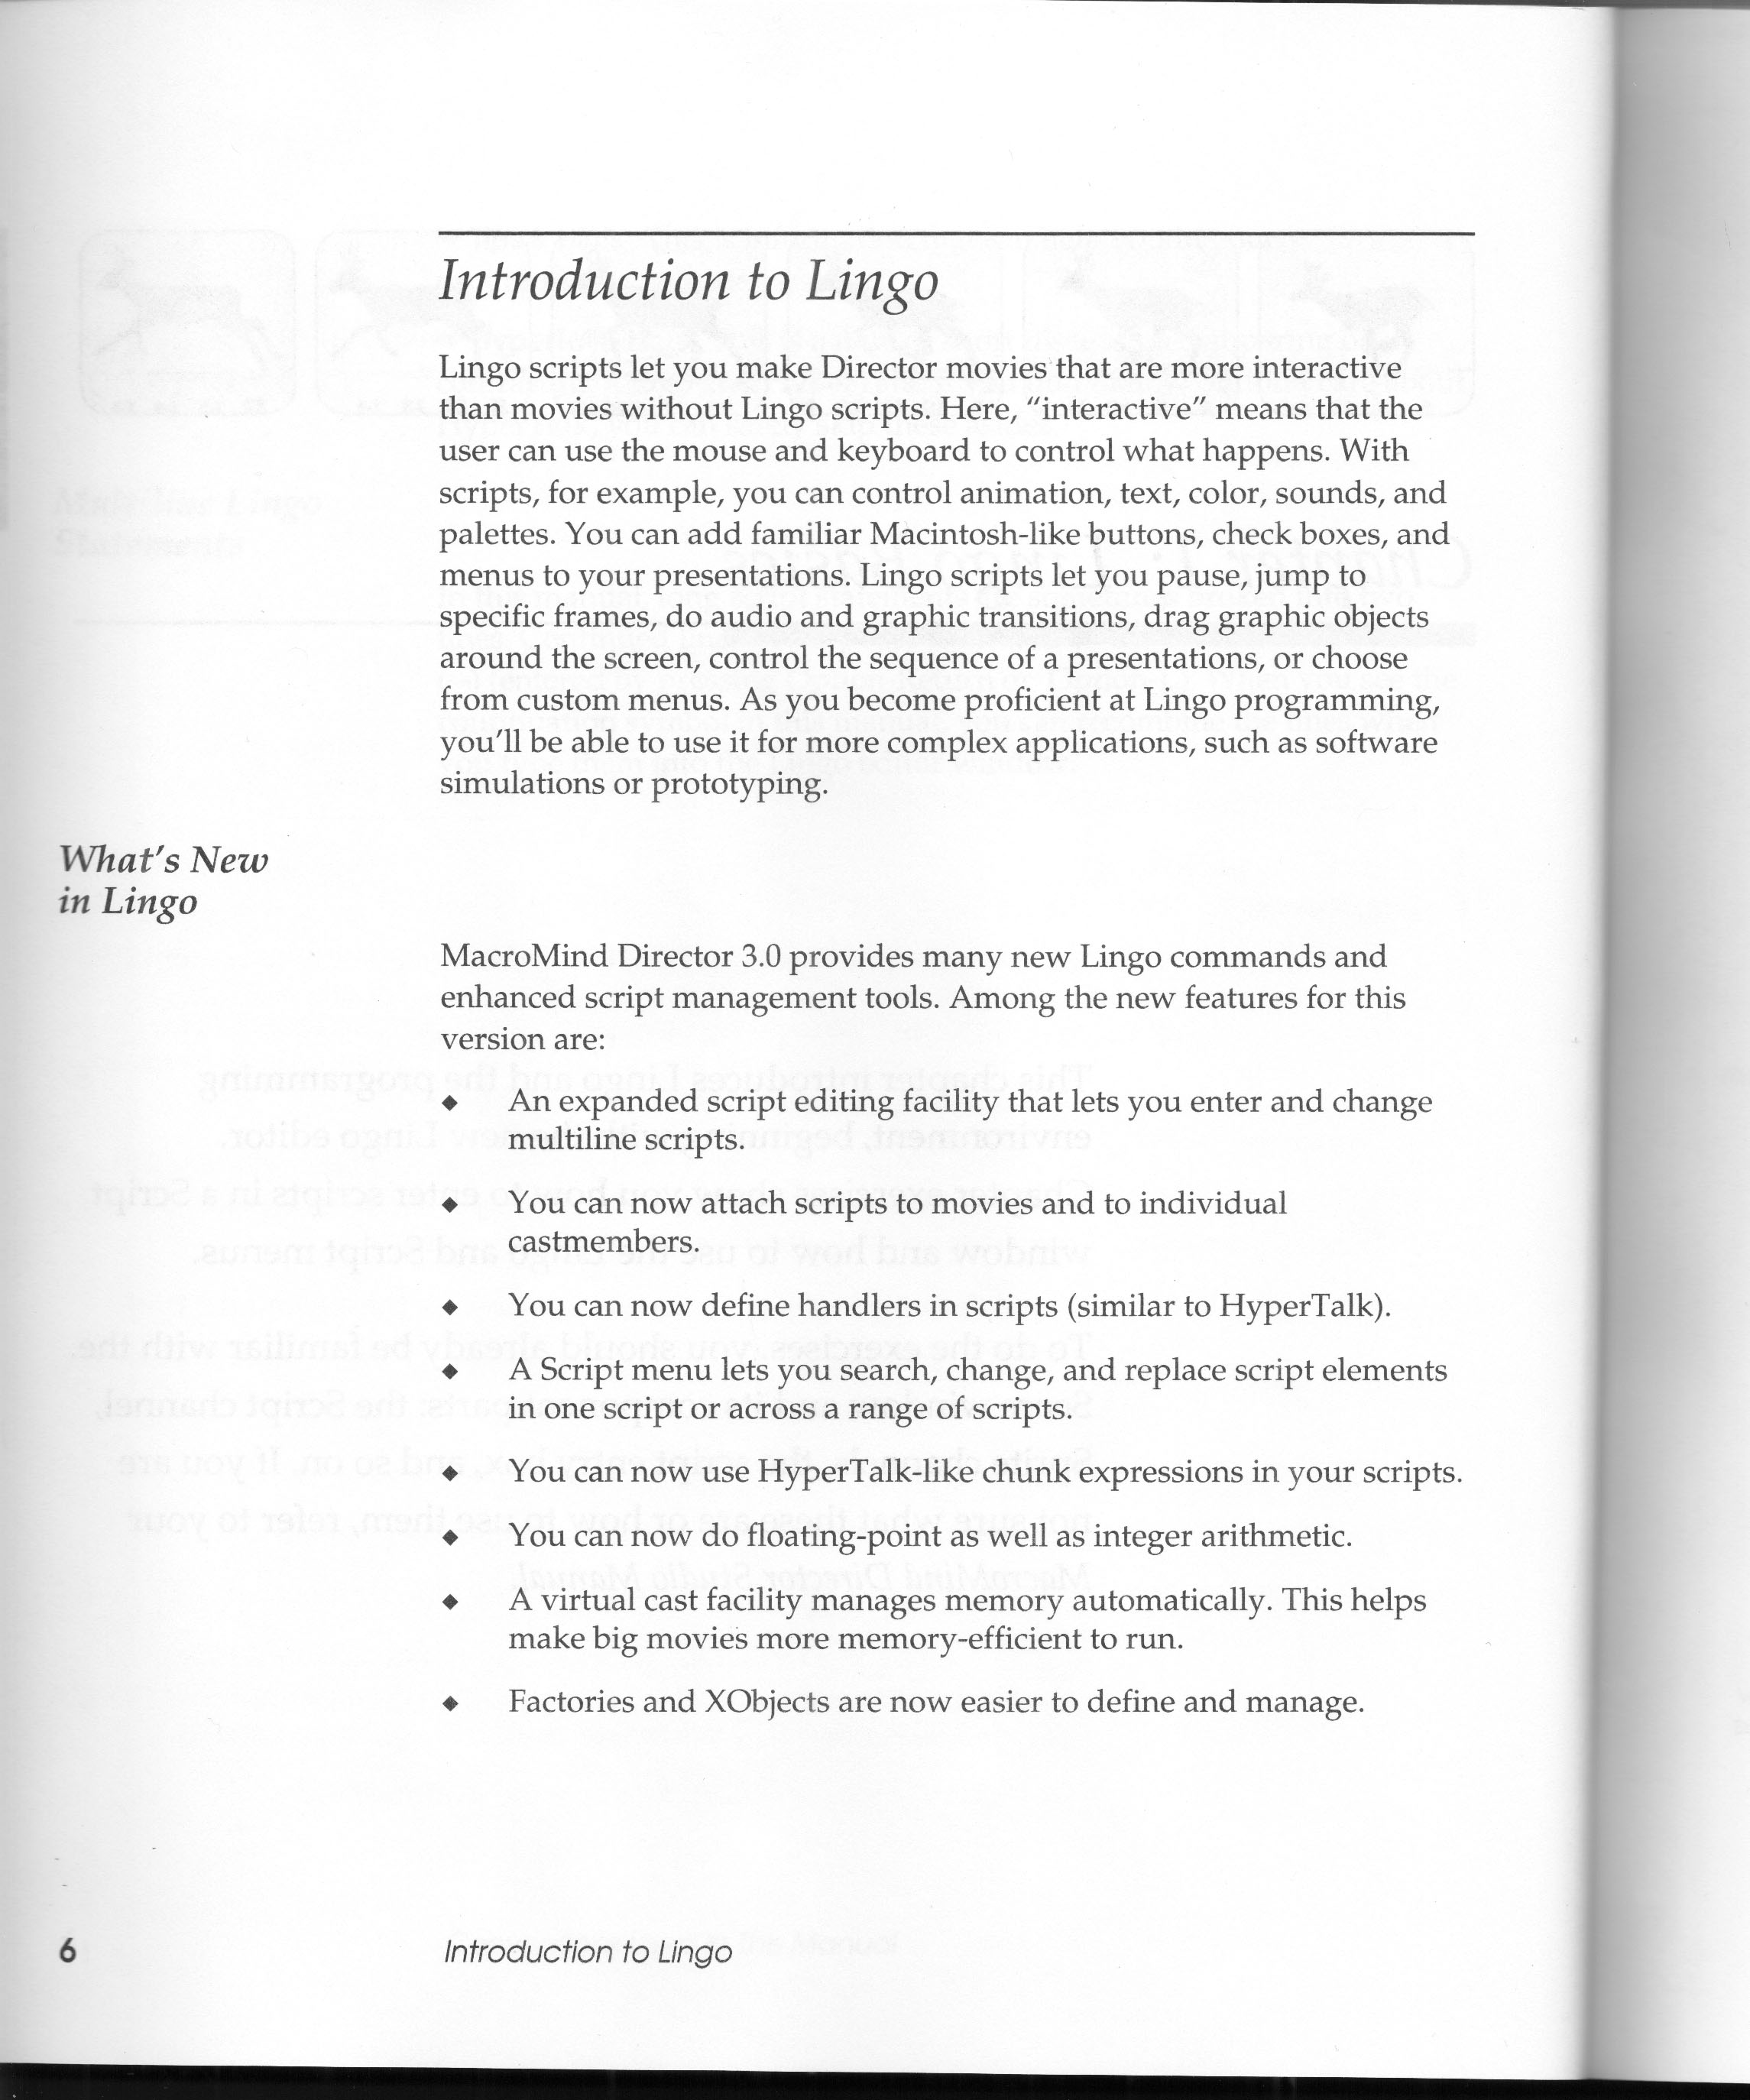 Introduction to Lingo
Lingo scripts let you make Director movies that are more interactive
than movies without Lingo scripts. Here, "interactive" means that the
user can use the mouse and keyboard to control what happens. With
scripts, for example, you can control animation, text, color, sounds, and
palettes. You can add familiar Macintosh-like buttons, check boxes, and
menus to your presentations. Lingo scripts let you pause, jump to
specific frames, do audio and graphic transitions, drag graphic objects
around the screen, control the sequence of a presentations, or choose
from custom menus. As you become proficient at Lingo programming,
you'll be able to use it for more complex applications, such as software
simulations or prototyping.
What's New
in Lingo
MacroMind Director 3.0 provides many new Lingo commands and
enhanced script management tools. Among the new features for this
version are:
◆ An expanded script editing facility that lets you enter and change
multiline scripts.
◆ You can now attach scripts to movies and to individual
castmembers.
◆ You can now define handlers in scripts (similar to HyperTalk).
◆ A Script menu lets you search, change, and replace script elements
in one script or across a range of scripts.
◆ You can now use HyperTalk-like chunk expressions in your scripts.
◆ You can now do floating-point as well as integer arithmetic.
◆ A virtual cast facility manages memory automatically. This helps
make big movies more memory-efficient to run.
◆ Factories and XObjects are now easier to define and manage.
6 Introduction to Lingo